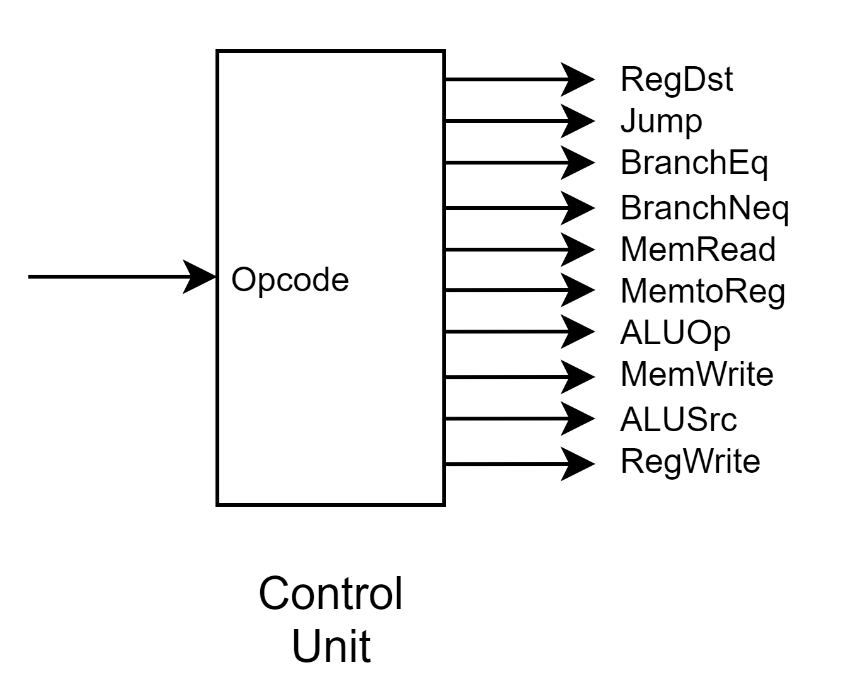 RegDst
Jump
BranchEq
BranchNeq
MemRead
Opcode
MemtoReg
ALUOp
MemWrite
ALUSrc
RegWrite
Control
Unit